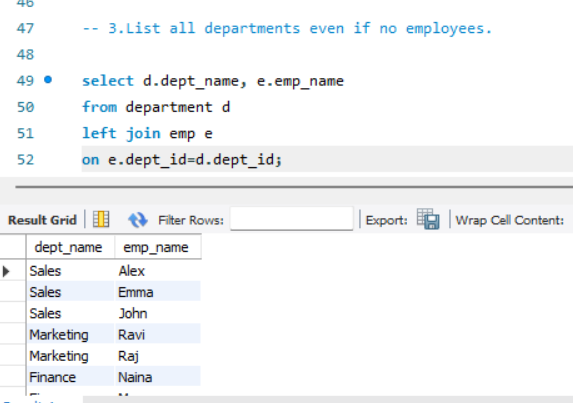 46
47 -- 3.List all departments even if no employees.
48
49 select d.dept_name, e.emp_name
50 from department d
51 left join emp e
52 on e.dept_id=d.dept_id;
Result Grid Filter Rows: Export: Wrap Cell Content:
dept_name emp_name
Sales Alex
Sales Emma
Sales John
Marketing Ravi
Marketing Raj
Finance Naina